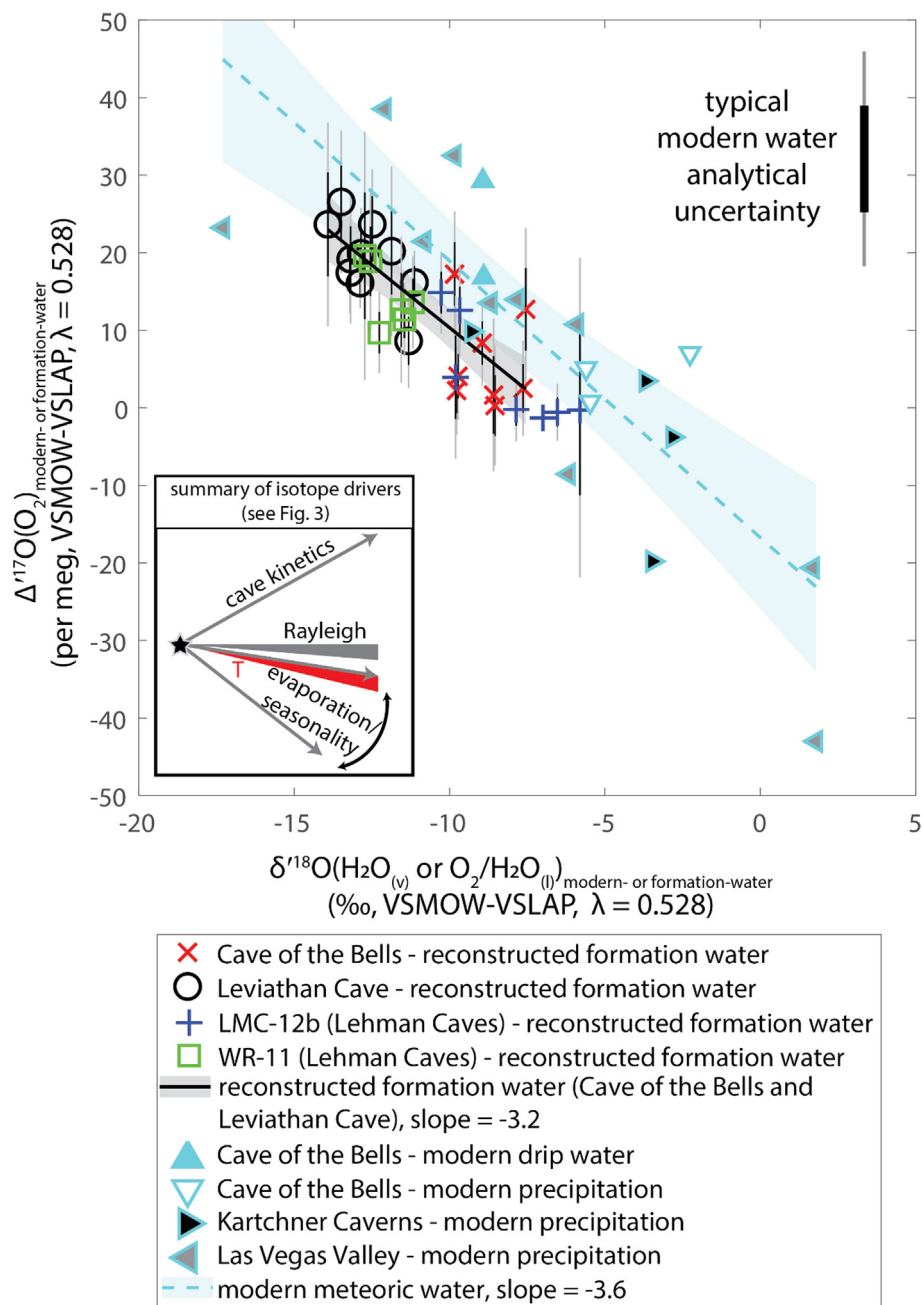 50
40
30
20
10
0
-10
-20
-30
-40
-50
Δ′¹⁷O(O₂)modern- or formation-water
(per meg, VSMOW-VSLAP, λ = 0.528)
typical
modern water
analytical
uncertainty
summary of isotope drivers
(see Fig. 3)
cave kinetics
Rayleigh
T
evaporation/
seasonality
-20 -15 -10 -5 0 5
δ′¹⁸O(H₂O(v) or O₂/H₂O(l))modern- or formation-water
(‰, VSMOW-VSLAP, λ = 0.528)
Cave of the Bells - reconstructed formation water
Leviathan Cave - reconstructed formation water
LMC-12b (Lehman Caves) - reconstructed formation water
WR-11 (Lehman Caves) - reconstructed formation water
reconstructed formation water (Cave of the Bells and
Leviathan Cave), slope = -3.2
Cave of the Bells - modern drip water
Cave of the Bells - modern precipitation
Kartchner Caverns - modern precipitation
Las Vegas Valley - modern precipitation
modern meteoric water, slope = -3.6